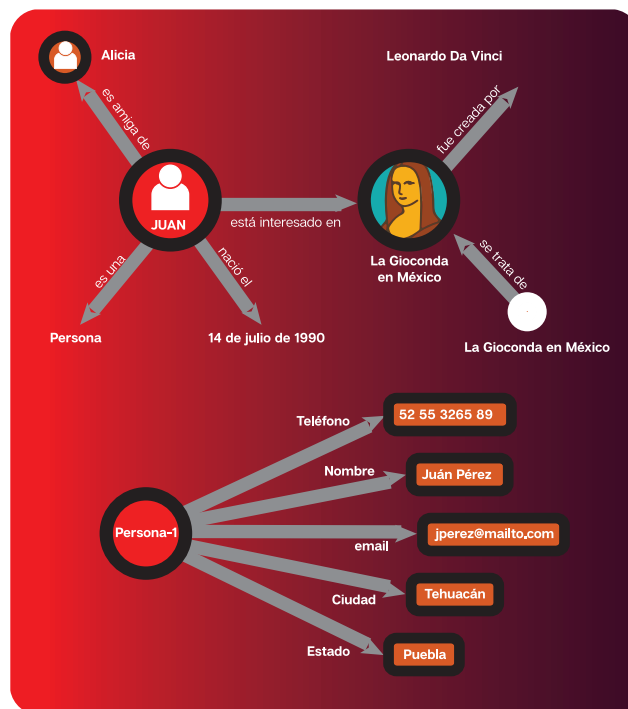 Alicia
Leonardo Da Vinci
es amiga de
fue creada por
JUAN
está interesado en
es una
nació el
La Gioconda
en México
se trata de
Persona
14 de julio de 1990
La Gioconda en México
Teléfono
52 55 3265 89
Nombre
Juán Pérez
Persona-1
email
jperez@mailto.com
Ciudad
Tehuacán
Estado
Puebla